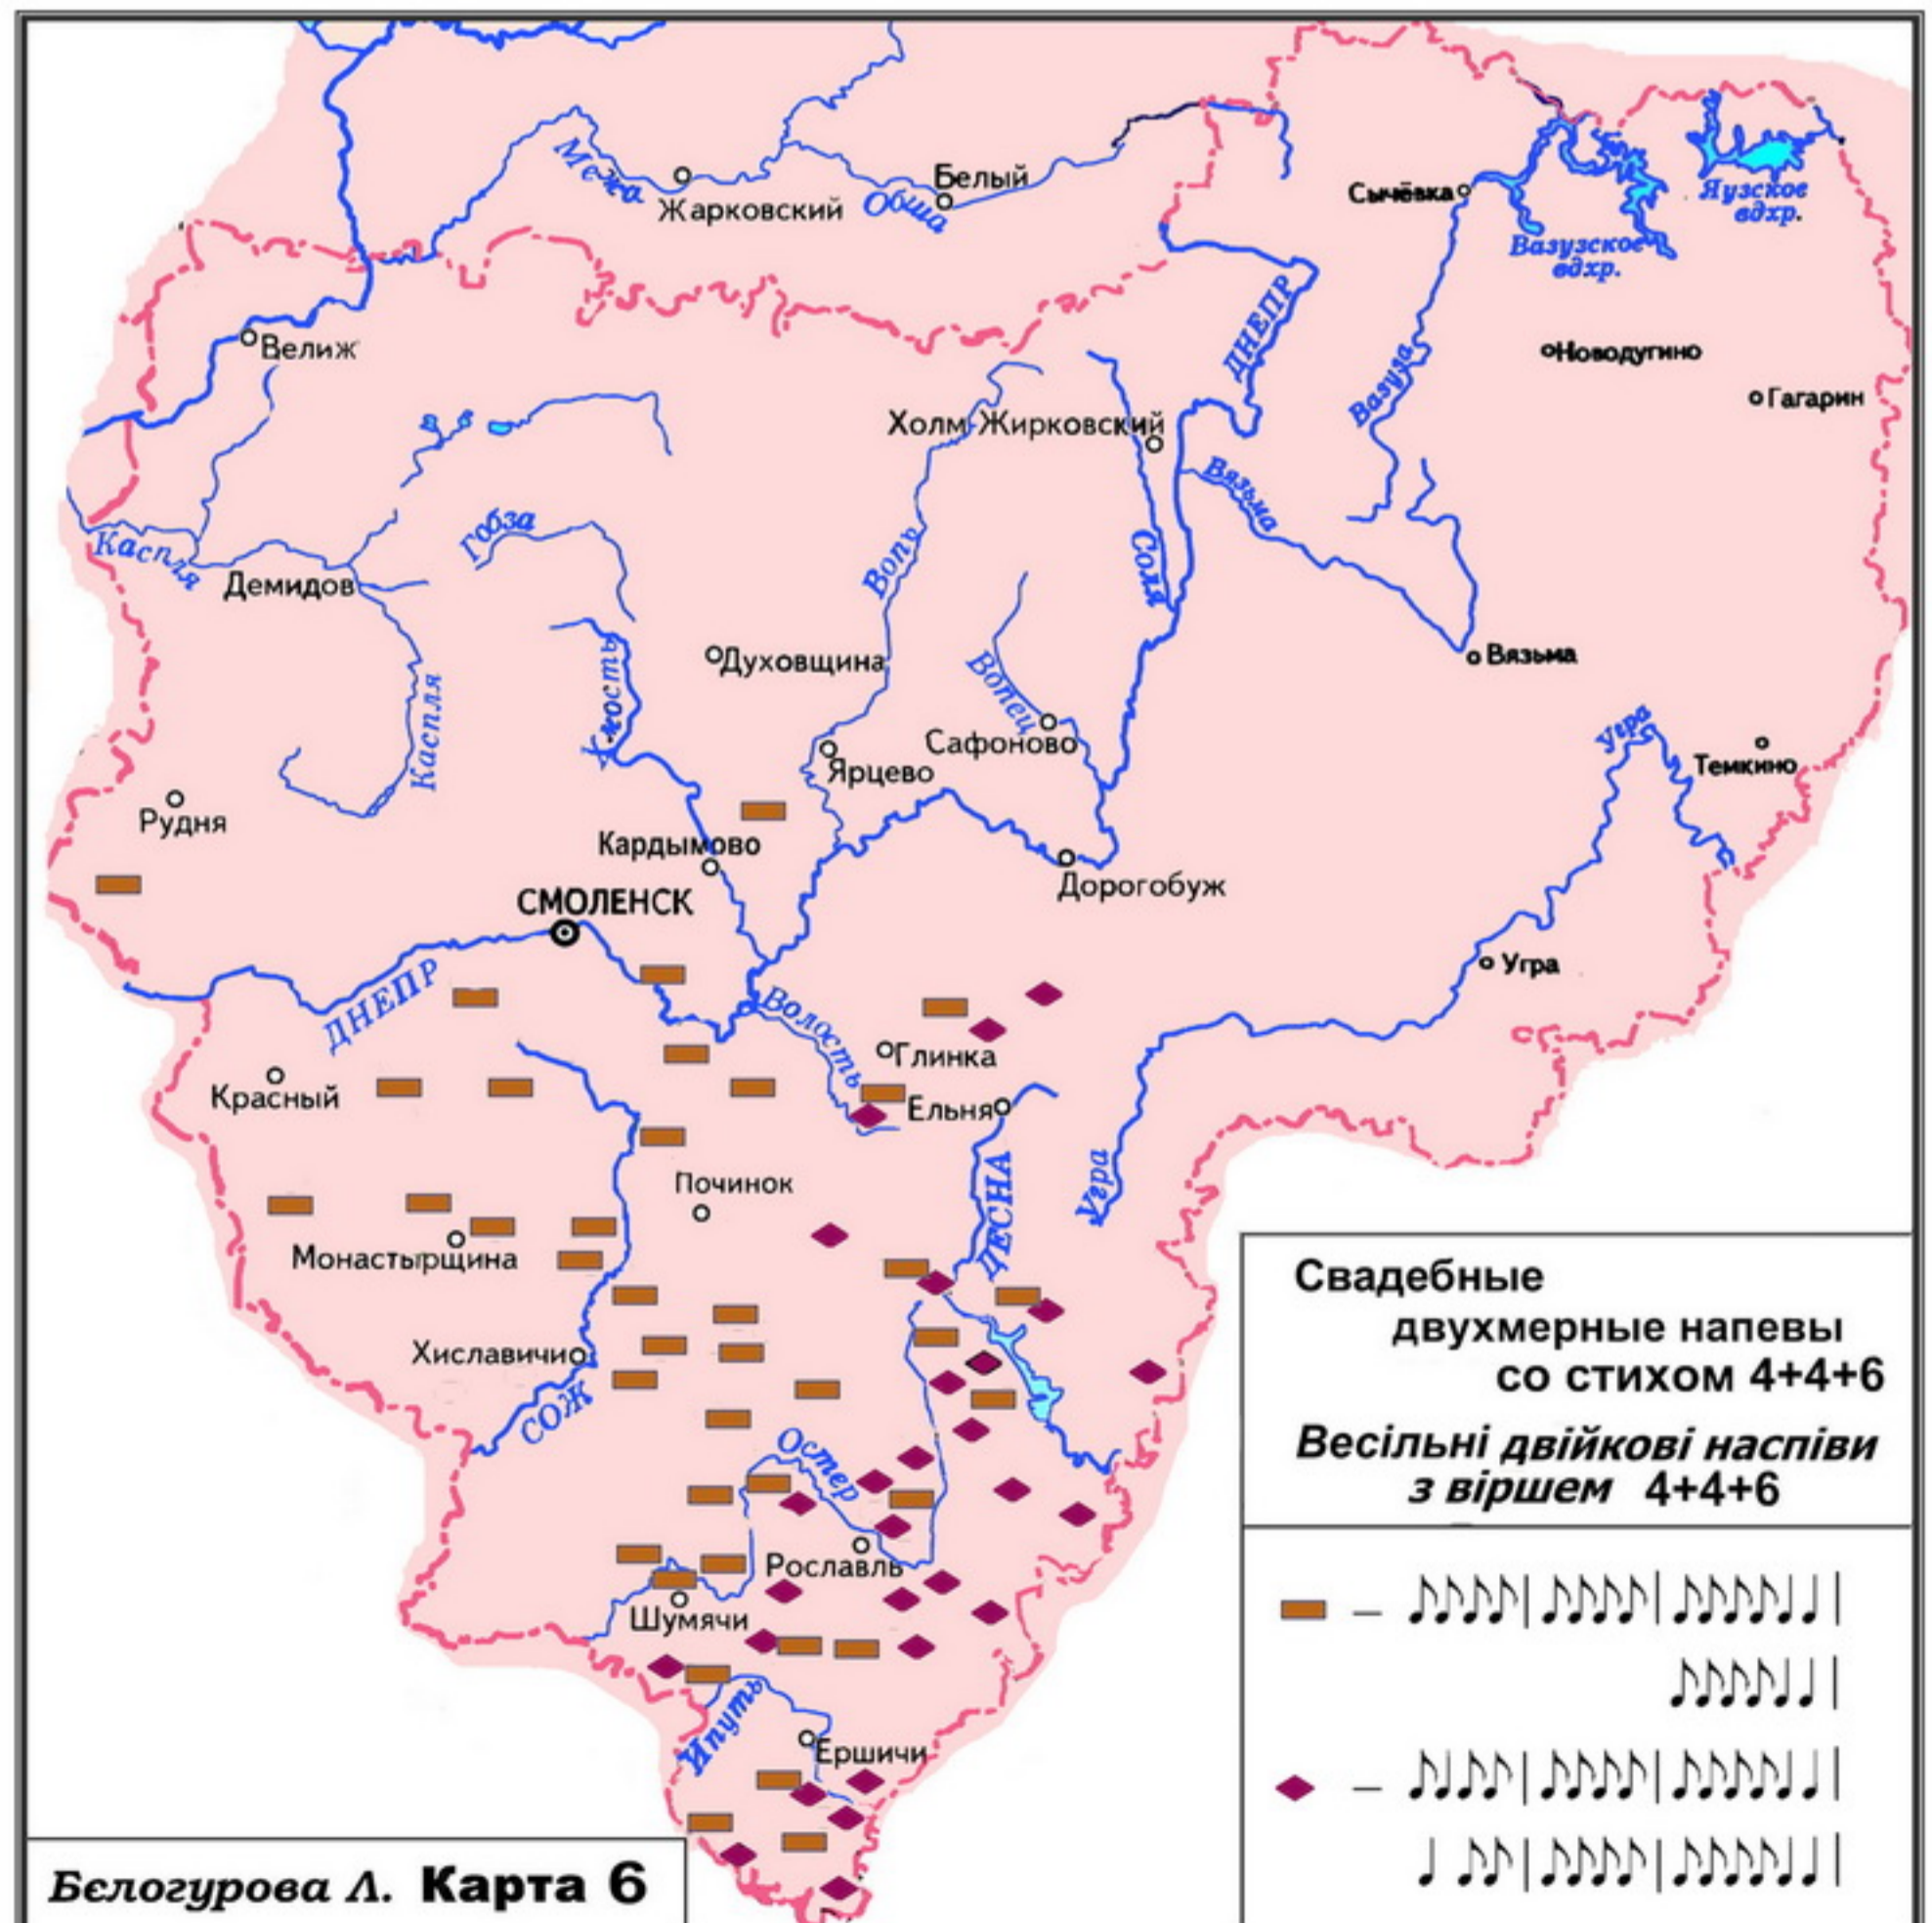 Межа
Жарковский
Обша
Белый
Сычёвка
Вазузское
вдхр.
Яузское
вдхр.
Велиж
ДНЕПР
Вазуза
Новодугино
Гагарин
Холм-Жирковский
Вязьма
Каспля
Демидов
Гобза
Вопь
Соля
Хмость
Духовщина
Вопец
Вязьма
Каспля
Сафоново
Ярцево
Угра
Темкино
Рудня
Кардымово
Дорогобуж
СМОЛЕНСК
Угра
ДНЕПР
Волость
Глинка
Красный
Ельня
Починок
ДЕСНА
Угра
Монастырщина
Хиславичи
СОЖ
Остер
Рославль
Шумячи
Ипуть
Ершичи
Свадебные
двухмерные напевы
со стихом 4+4+6
Весільні двійкові наспіви
з віршем 4+4+6
Бєлогурова Л. Карта 6